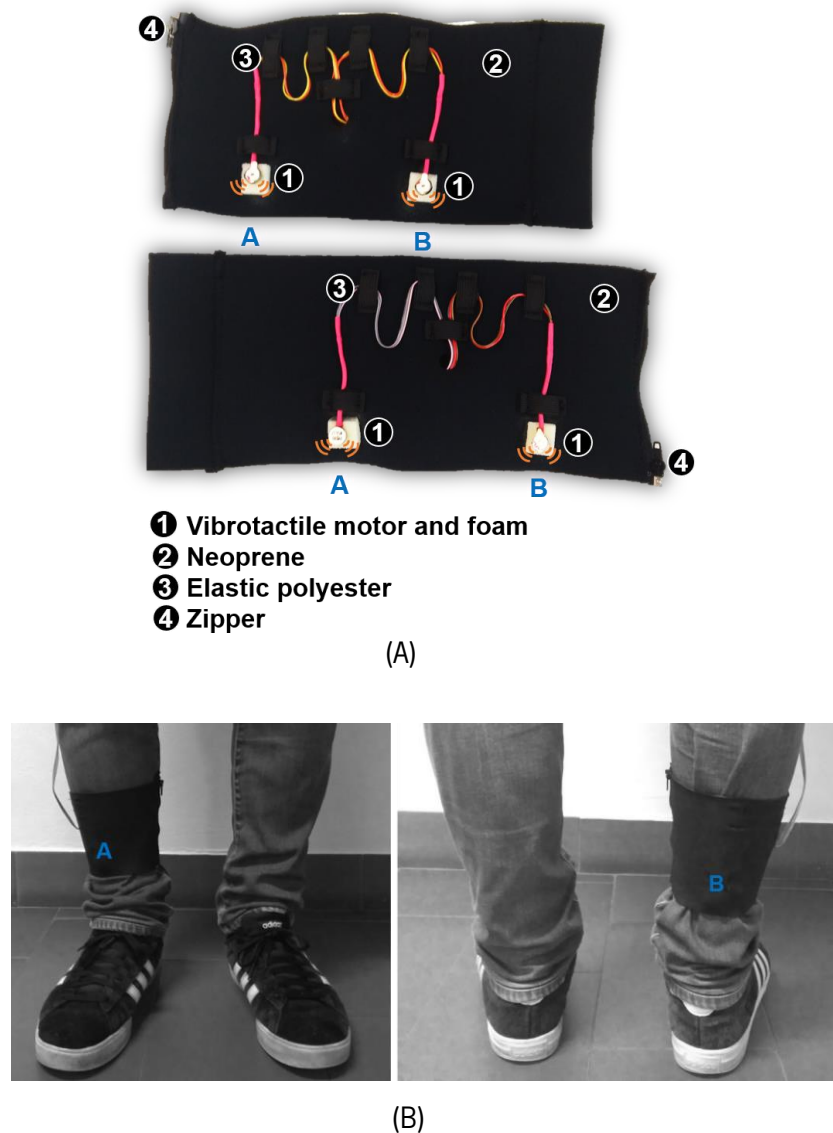 4
3
2
1
1
A
B
3
2
1
1
4
A
B
1 Vibrotactile motor and foam
2 Neoprene
3 Elastic polyester
4 Zipper
(A)
A
B
adidas
(B)